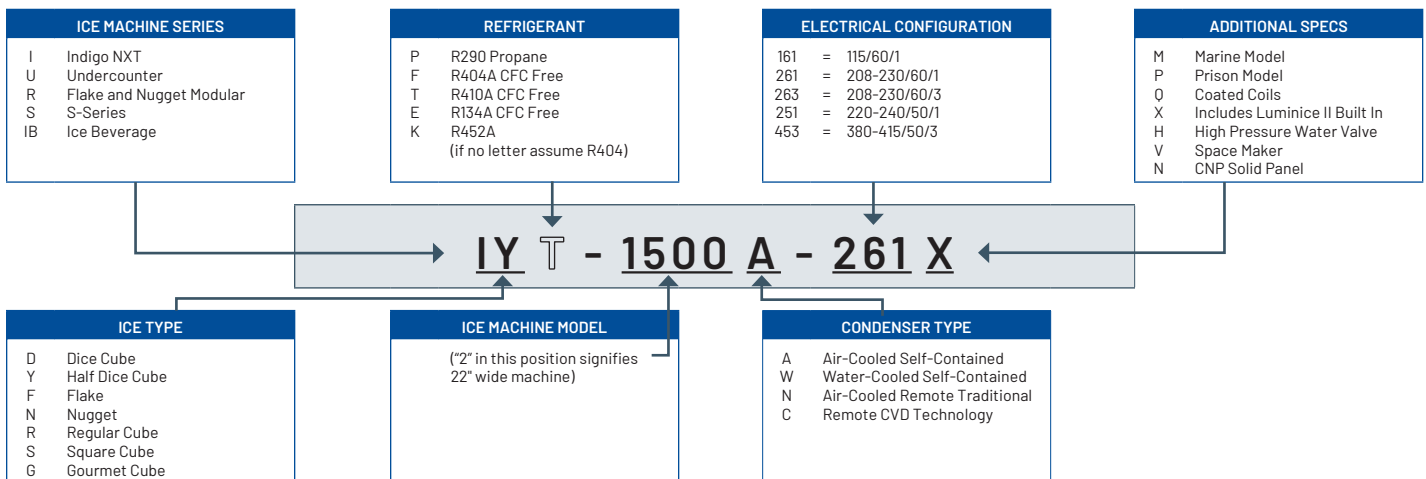 ICE MACHINE SERIES
I Indigo NXT
U Undercounter
R Flake and Nugget Modular
S S-Series
IB Ice Beverage
REFRIGERANT
P R290 Propane
F R404A CFC Free
T R410A CFC Free
E R134A CFC Free
K R452A
(if no letter assume R404)
ELECTRICAL CONFIGURATION
161 = 115/60/1
261 = 208-230/60/1
263 = 208-230/60/3
251 = 220-240/50/1
453 = 380-415/50/3
ADDITIONAL SPECS
M Marine Model
P Prison Model
Q Coated Coils
X Includes Luminice II Built In
H High Pressure Water Valve
V Space Maker
N CNP Solid Panel
IY T - 1500 A - 261 X
ICE TYPE
D Dice Cube
Y Half Dice Cube
F Flake
N Nugget
R Regular Cube
S Square Cube
G Gourmet Cube
ICE MACHINE MODEL
("2" in this position signifies
22" wide machine)
CONDENSER TYPE
A Air-Cooled Self-Contained
W Water-Cooled Self-Contained
N Air-Cooled Remote Traditional
C Remote CVD Technology